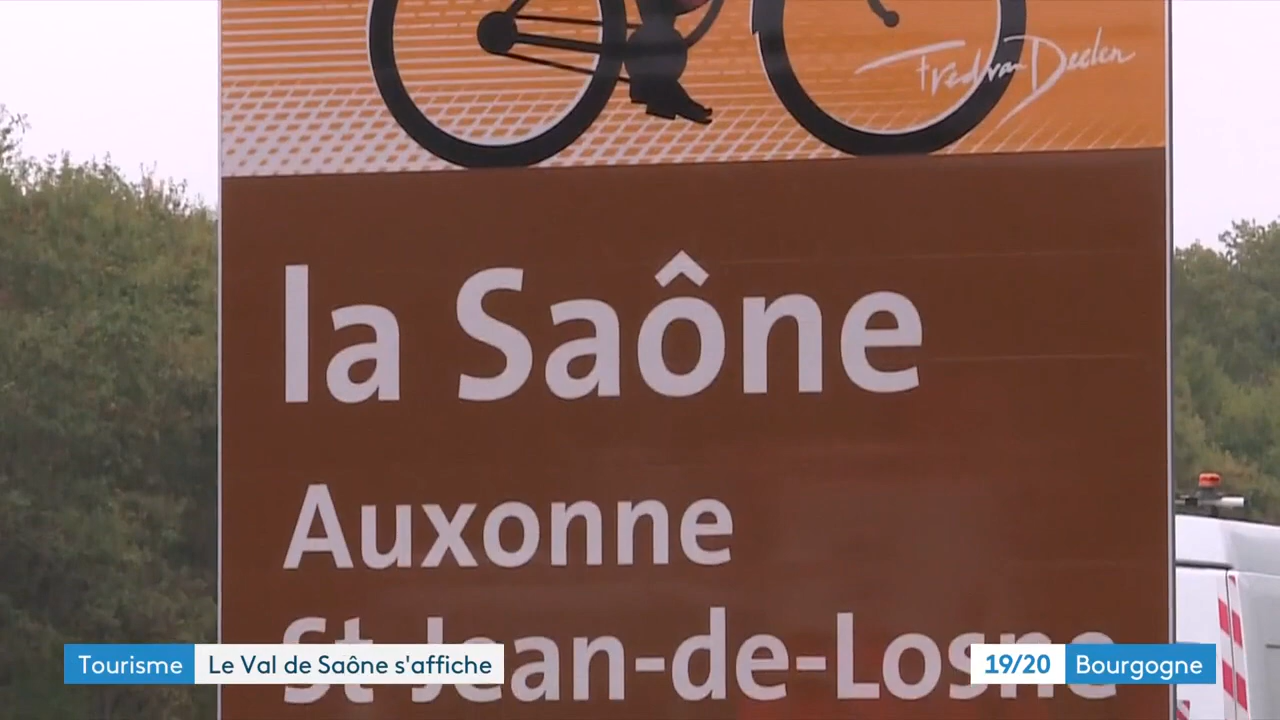 Fred van Deelen
la Saône
Auxonne
St-Jean-de-Losne
Tourisme Le Val de Saône s'affiche
19/20 Bourgogne